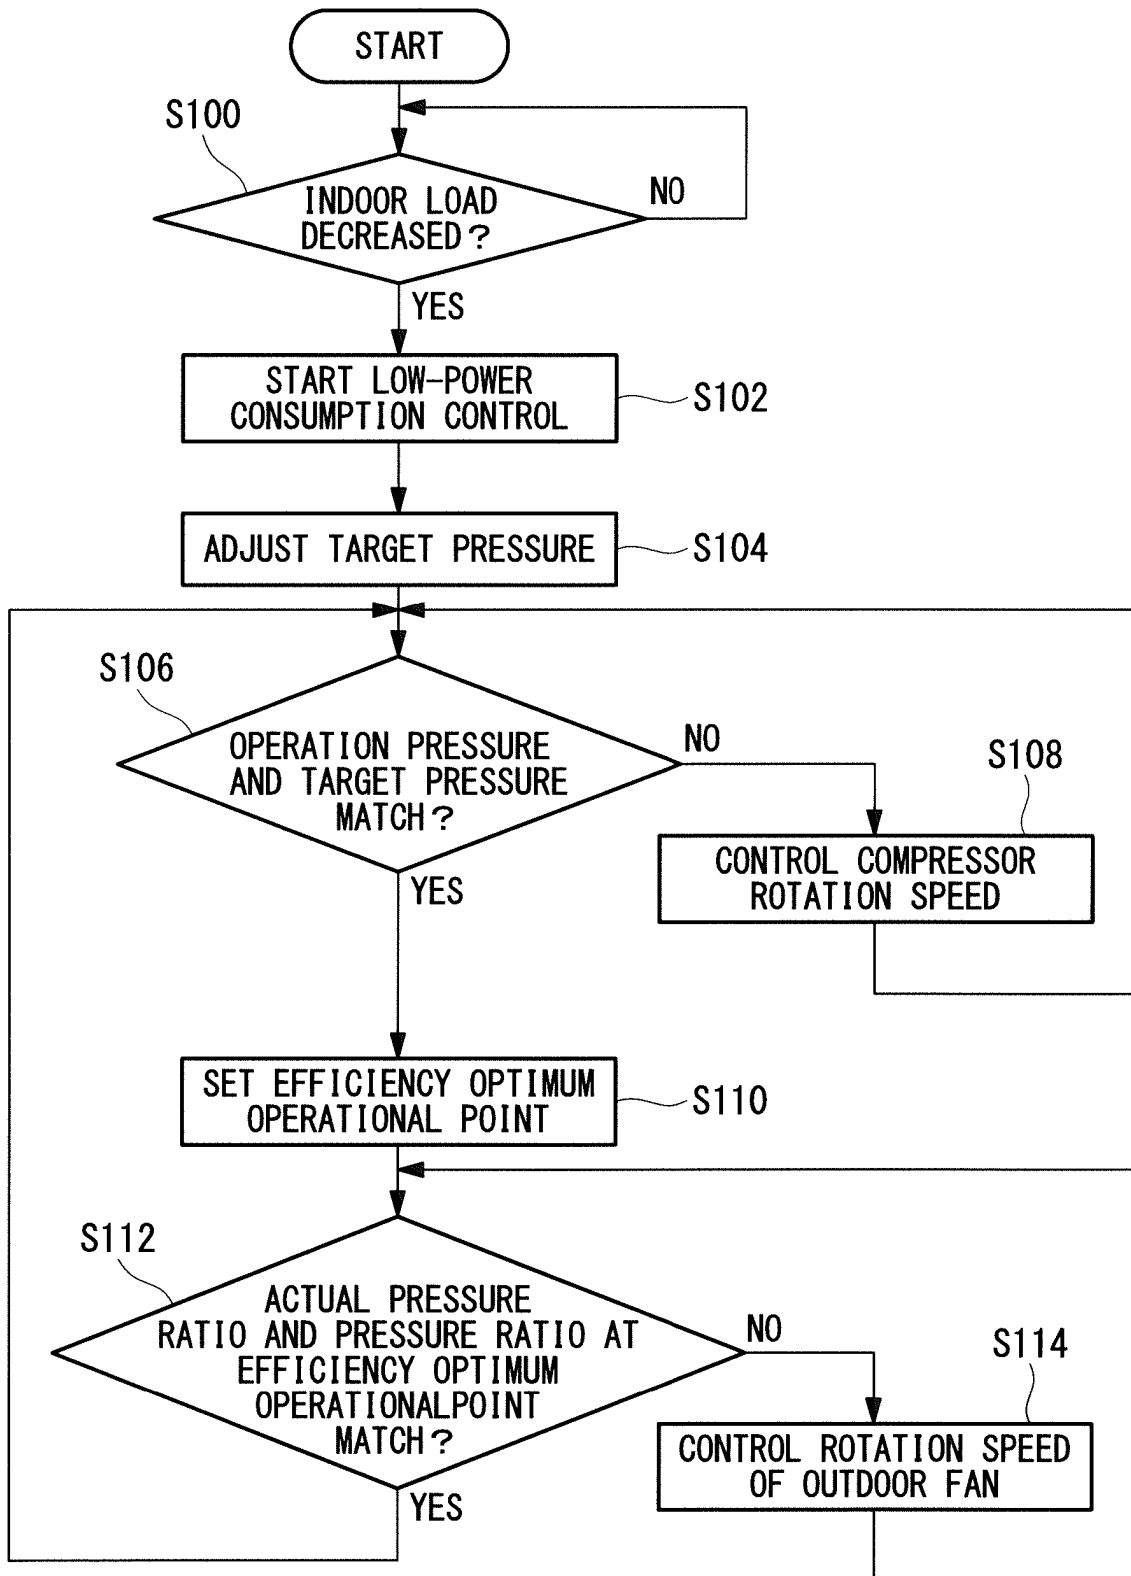 START
S100
INDOOR LOAD
DECREASED?
NO
YES
START LOW-POWER
CONSUMPTION CONTROL
S102
ADJUST TARGET PRESSURE
S104
S106
OPERATION PRESSURE
AND TARGET PRESSURE
MATCH?
NO
S108
CONTROL COMPRESSOR
ROTATION SPEED
YES
SET EFFICIENCY OPTIMUM
OPERATIONAL POINT
S110
S112
ACTUAL PRESSURE
RATIO AND PRESSURE RATIO AT
EFFICIENCY OPTIMUM
OPERATIONALPOINT
MATCH?
NO
S114
CONTROL ROTATION SPEED
OF OUTDOOR FAN
YES